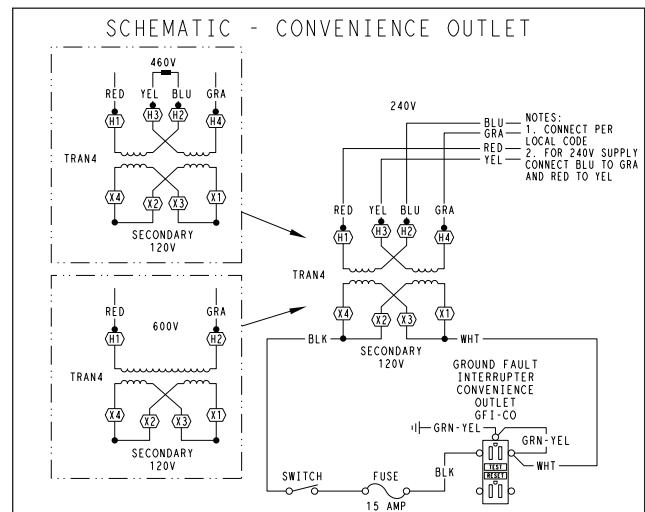 SCHEMATIC - CONVENIENCE OUTLET
460V
RED YEL BLU GRA
H1 H3 H2 H4
TRAN4
X4 X2 X3 X1
SECONDARY
120V
RED GRA
600V
H1 H2
TRAN4
X4 X2 X3 X1
SECONDARY
120V
240V
BLU
GRA
RED
YEL
NOTES:
1. CONNECT PER
LOCAL CODE
2. FOR 240V SUPPLY
CONNECT BLU TO GRA
AND RED TO YEL
RED YEL BLU GRA
H1 H3 H2 H4
TRAN4
X4 X2 X3 X1
BLK
WHT
SECONDARY
120V
GROUND FAULT
INTERRUPTER
CONVENIENCE
OUTLET
GFI-CO
GRN-YEL
GRN-YEL
WHT
BLK
TEST
RESET
SWITCH
FUSE
15 AMP